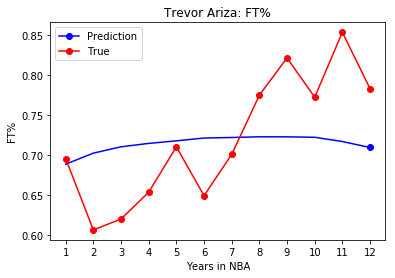 Trevor Ariza: FT%
Prediction
True
FT%
0.85
0.80
0.75
0.70
0.65
0.60
1 2 3 4 5 6 7 8 9 10 11 12
Years in NBA